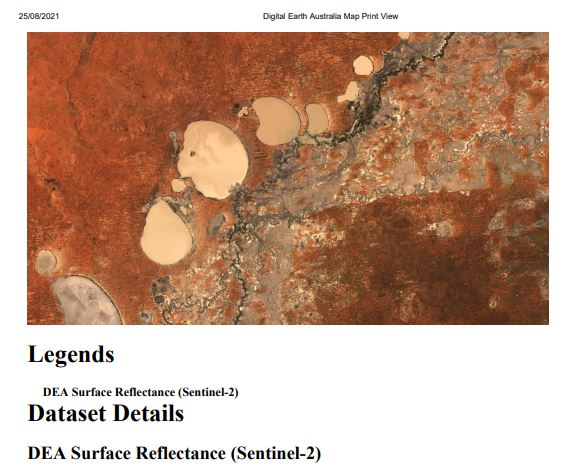 25/08/2021 Digital Earth Australia Map Print View
Legends
DEA Surface Reflectance (Sentinel-2)
Dataset Details
DEA Surface Reflectance (Sentinel-2)